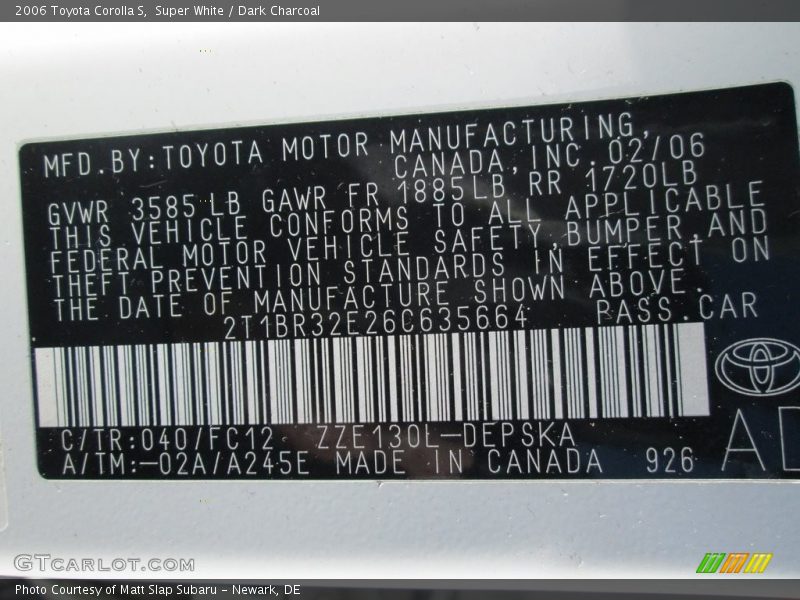 2006 Toyota Corolla S,  Super White / Dark Charcoal
MFD.BY:TOYOTA MOTOR MANUFACTURING,
CANADA,INC.02/06
GVWR 3585LB GAWR FR 1885LB,RR 1720LB
THIS VEHICLE CONFORMS TO ALL APPLICABLE
FEDERAL MOTOR VEHICLE SAFETY,BUMPER,AND
THEFT PREVENTION STANDARDS IN EFFECT ON
THE DATE OF MANUFACTURE SHOWN ABOVE.
2T1BR32E26C635664 PASS.CAR
C/TR:040/FC12 ZZE130L-DEPSKA
A/TM:-02A/A245E MADE IN CANADA 926
GTCARLOT.COM
Photo Courtesy of Matt Slap Subaru - Newark, DE